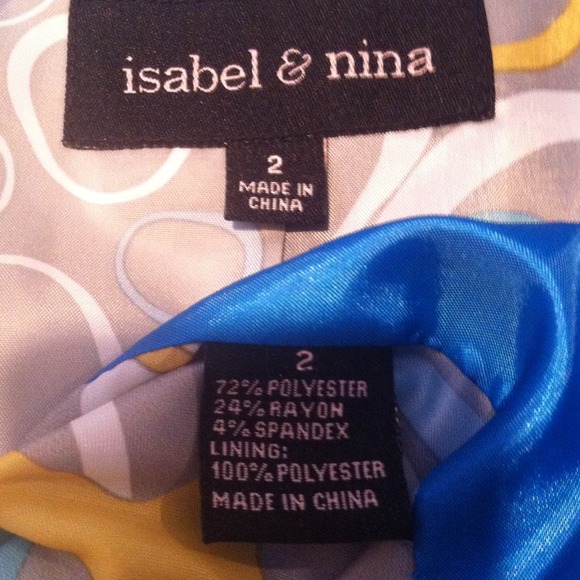 isabel & nina
2
MADE IN
CHINA
2
72% POLYESTER
24% RAYON
4% SPANDEX
LINING:
100% POLYESTER
MADE IN CHINA